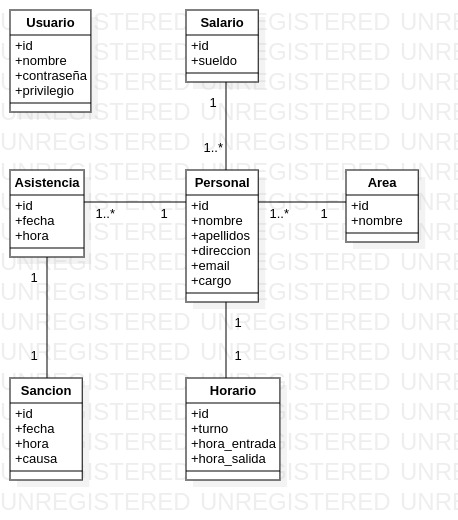 Usuario
+id
+nombre
+contraseña
+privilegio
Salario
+id
+sueldo
1
1..*
Asistencia
+id
+fecha
+hora
1..*
1
Personal
+id
+nombre
+apellidos
+direccion
+email
+cargo
1..*
1
Area
+id
+nombre
1
1
1
1
Sancion
+id
+fecha
+hora
+causa
Horario
+id
+turno
+hora_entrada
+hora_salida
UNREGISTERED